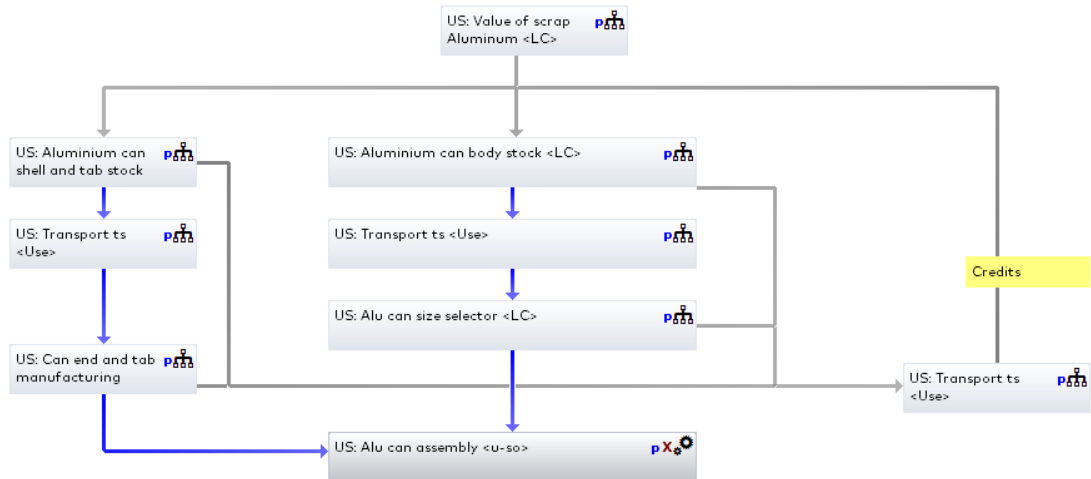 US: Value of scrap
Aluminum <LC>
p
US: Aluminium can
shell and tab stock
p
US: Aluminium can body stock <LC>
p
US: Transport ts
<Use>
p
US: Transport ts <Use>
p
Credits
US: Alu can size selector <LC>
p
US: Can end and tab
manufacturing
p
US: Transport ts
<Use>
p
US: Alu can assembly <u-so>
p X